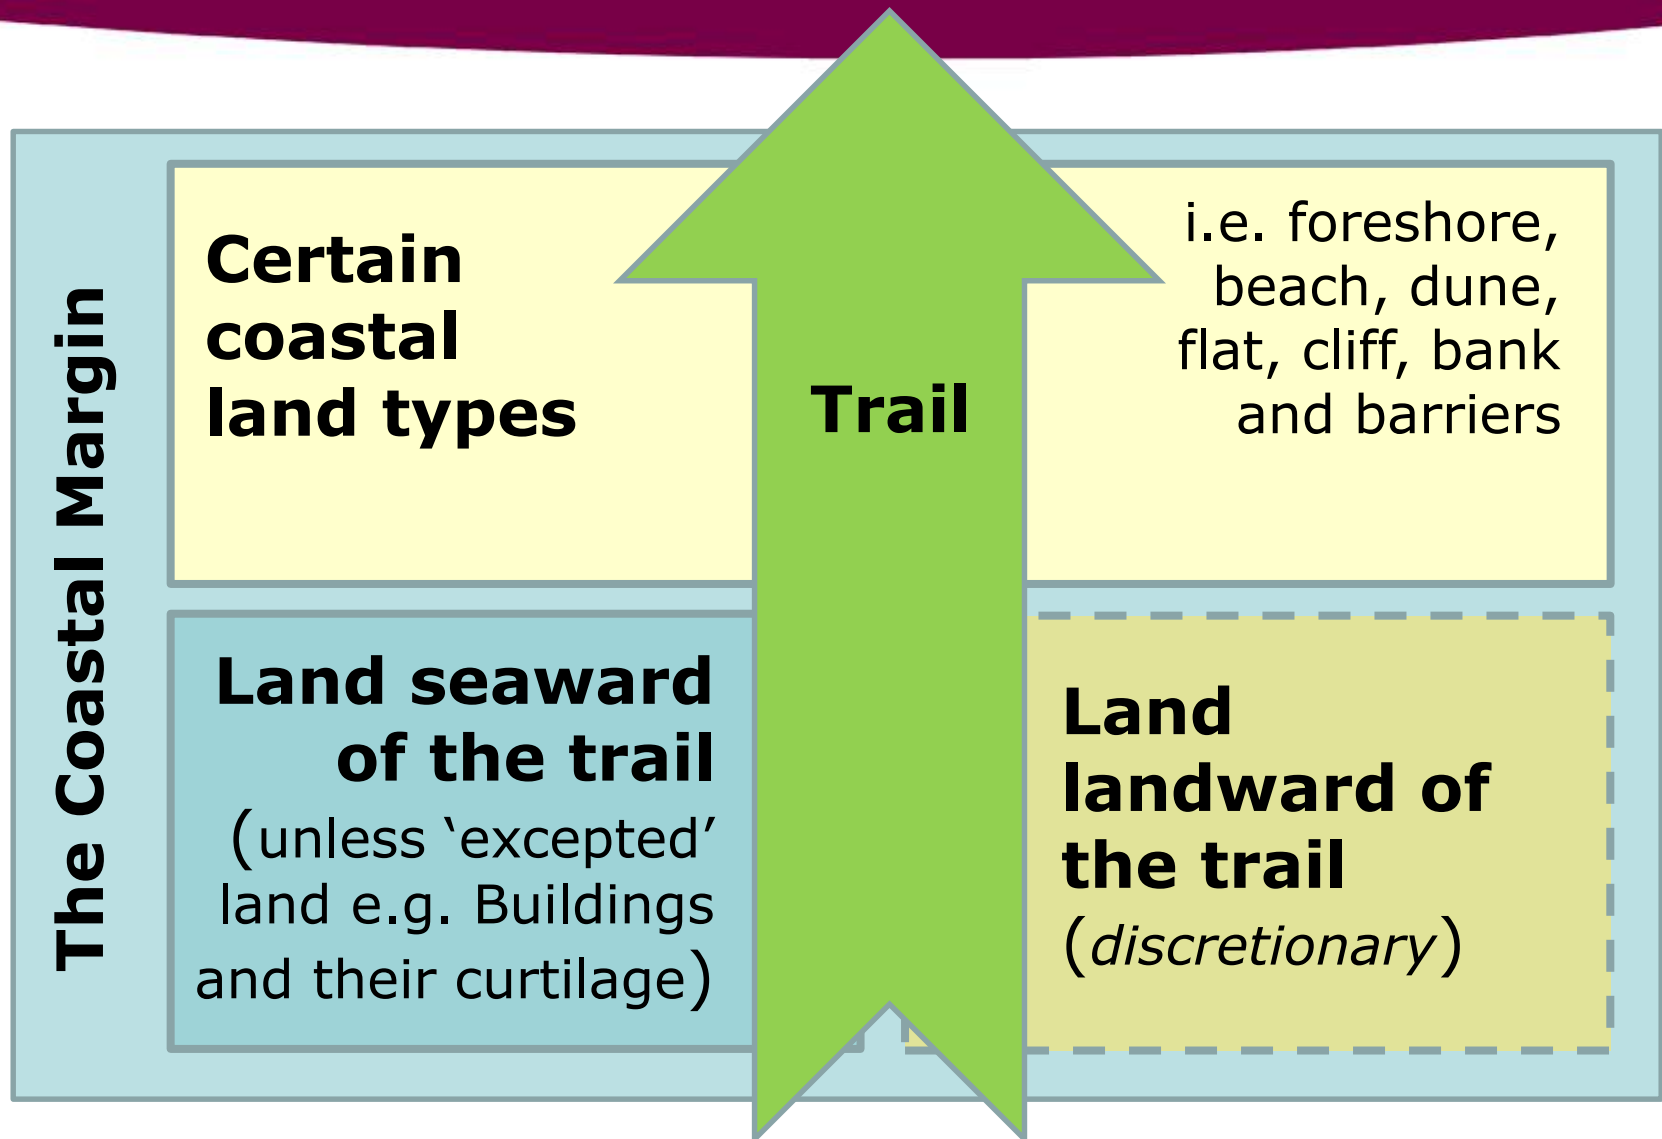 The Coastal Margin
Certain
coastal
land types
Trail
i.e. foreshore,
beach, dune,
flat, cliff, bank
and barriers
Land seaward
of the trail
(unless ‘excepted’
land e.g. Buildings
and their curtilage)
Land
landward of
the trail
(discretionary)